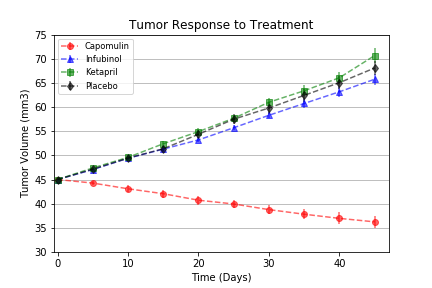 Tumor Response to Treatment
Capomulin
Infubinol
Ketapril
Placebo
Tumor Volume (mm3)
75
70
65
60
55
50
45
40
35
30
0
10
20
30
40
Time (Days)